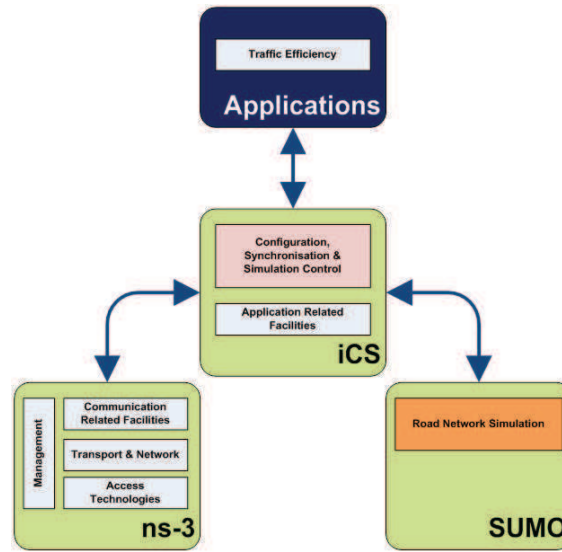 Traffic Efficiency
Applications
Configuration,
Synchronisation &
Simulation Control
Application Related
Facilities
iCS
Management
Communication
Related Facilities
Transport & Network
Access
Technologies
ns-3
Road Network Simulation
SUMO